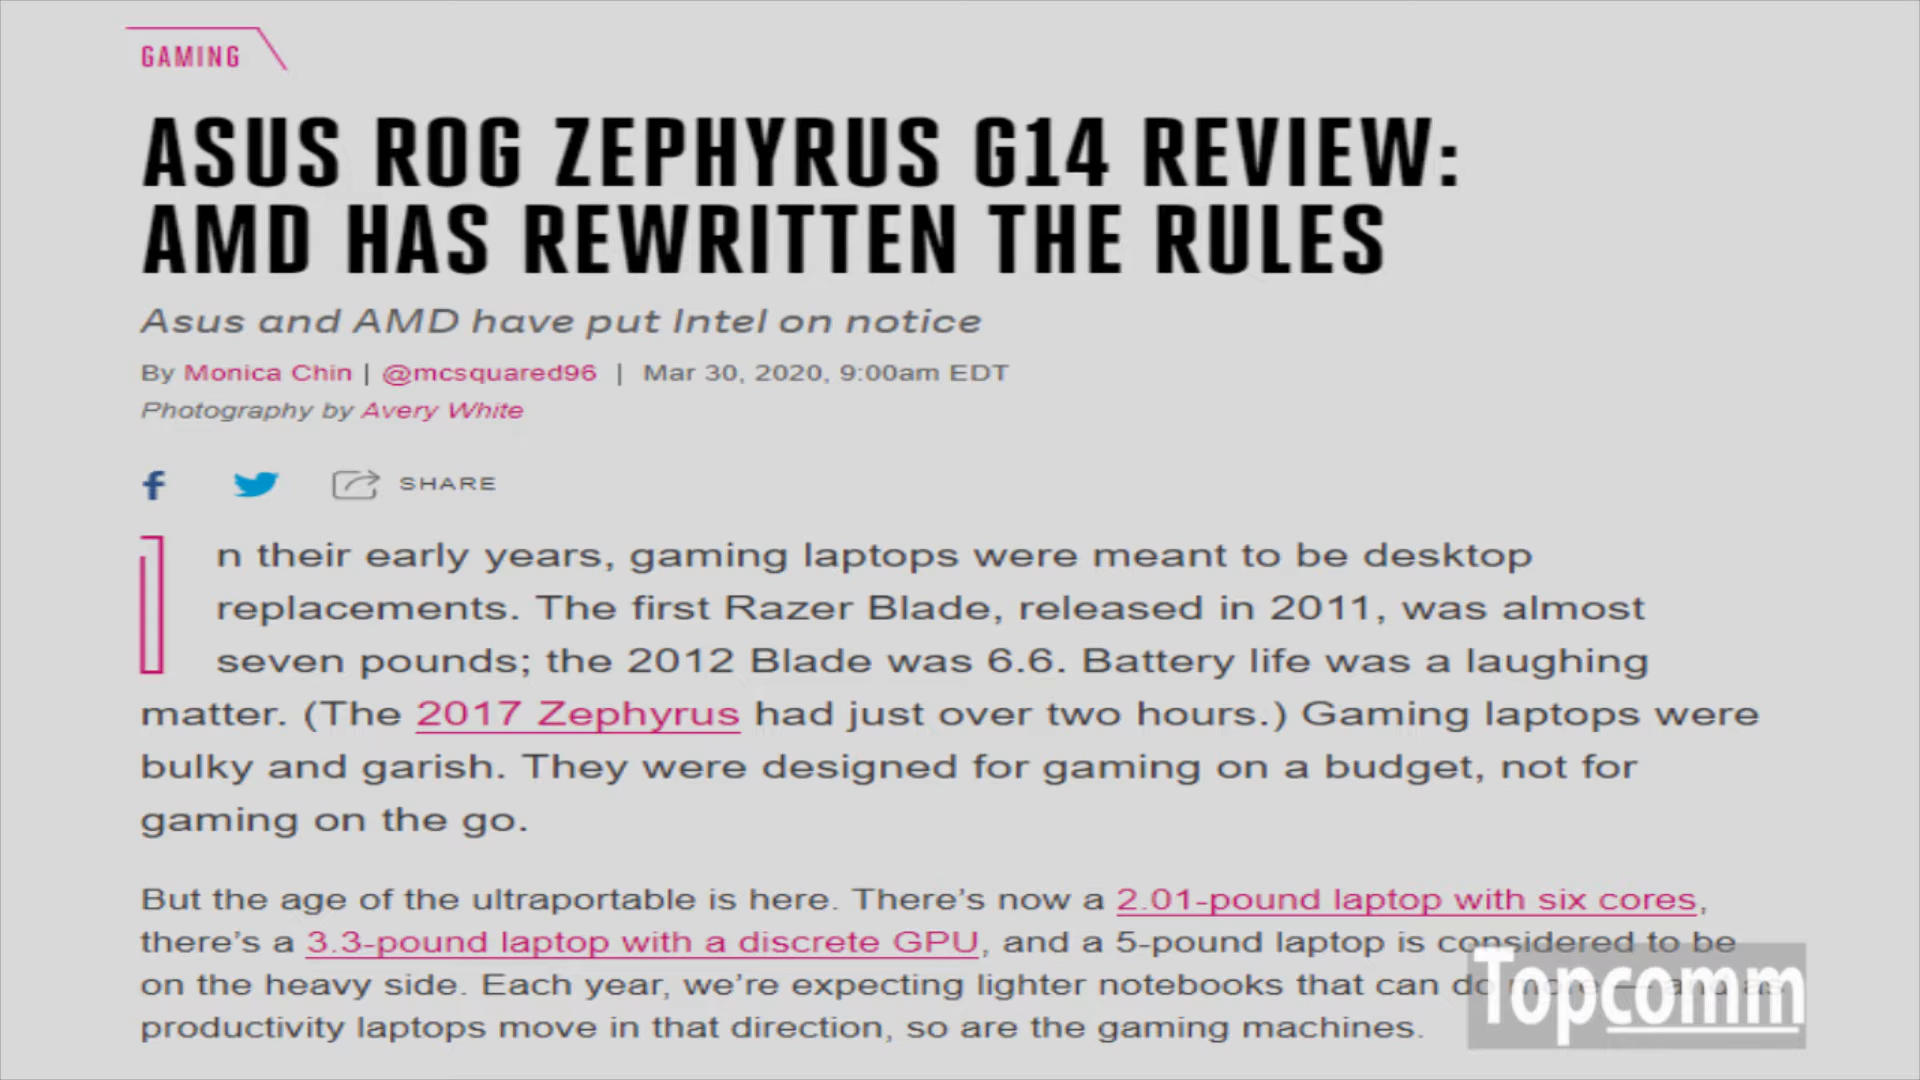 GAMING
ASUS ROG ZEPHYRUS G14 REVIEW:
AMD HAS REWRITTEN THE RULES
Asus and AMD have put Intel on notice
By Monica Chin | @mcsquared96 | Mar 30, 2020, 9:00am EDT
Photography by Avery White
f SHARE
In their early years, gaming laptops were meant to be desktop
replacements. The first Razer Blade, released in 2011, was almost
seven pounds; the 2012 Blade was 6.6. Battery life was a laughing
matter. (The 2017 Zephyrus had just over two hours.) Gaming laptops were
bulky and garish. They were designed for gaming on a budget, not for
gaming on the go.
But the age of the ultraportable is here. There’s now a 2.01-pound laptop with six cores,
there’s a 3.3-pound laptop with a discrete GPU, and a 5-pound laptop is considered to be
on the heavy side. Each year, we’re expecting lighter notebooks that can do more — and as
productivity laptops move in that direction, so are the gaming machines.
Topcomm